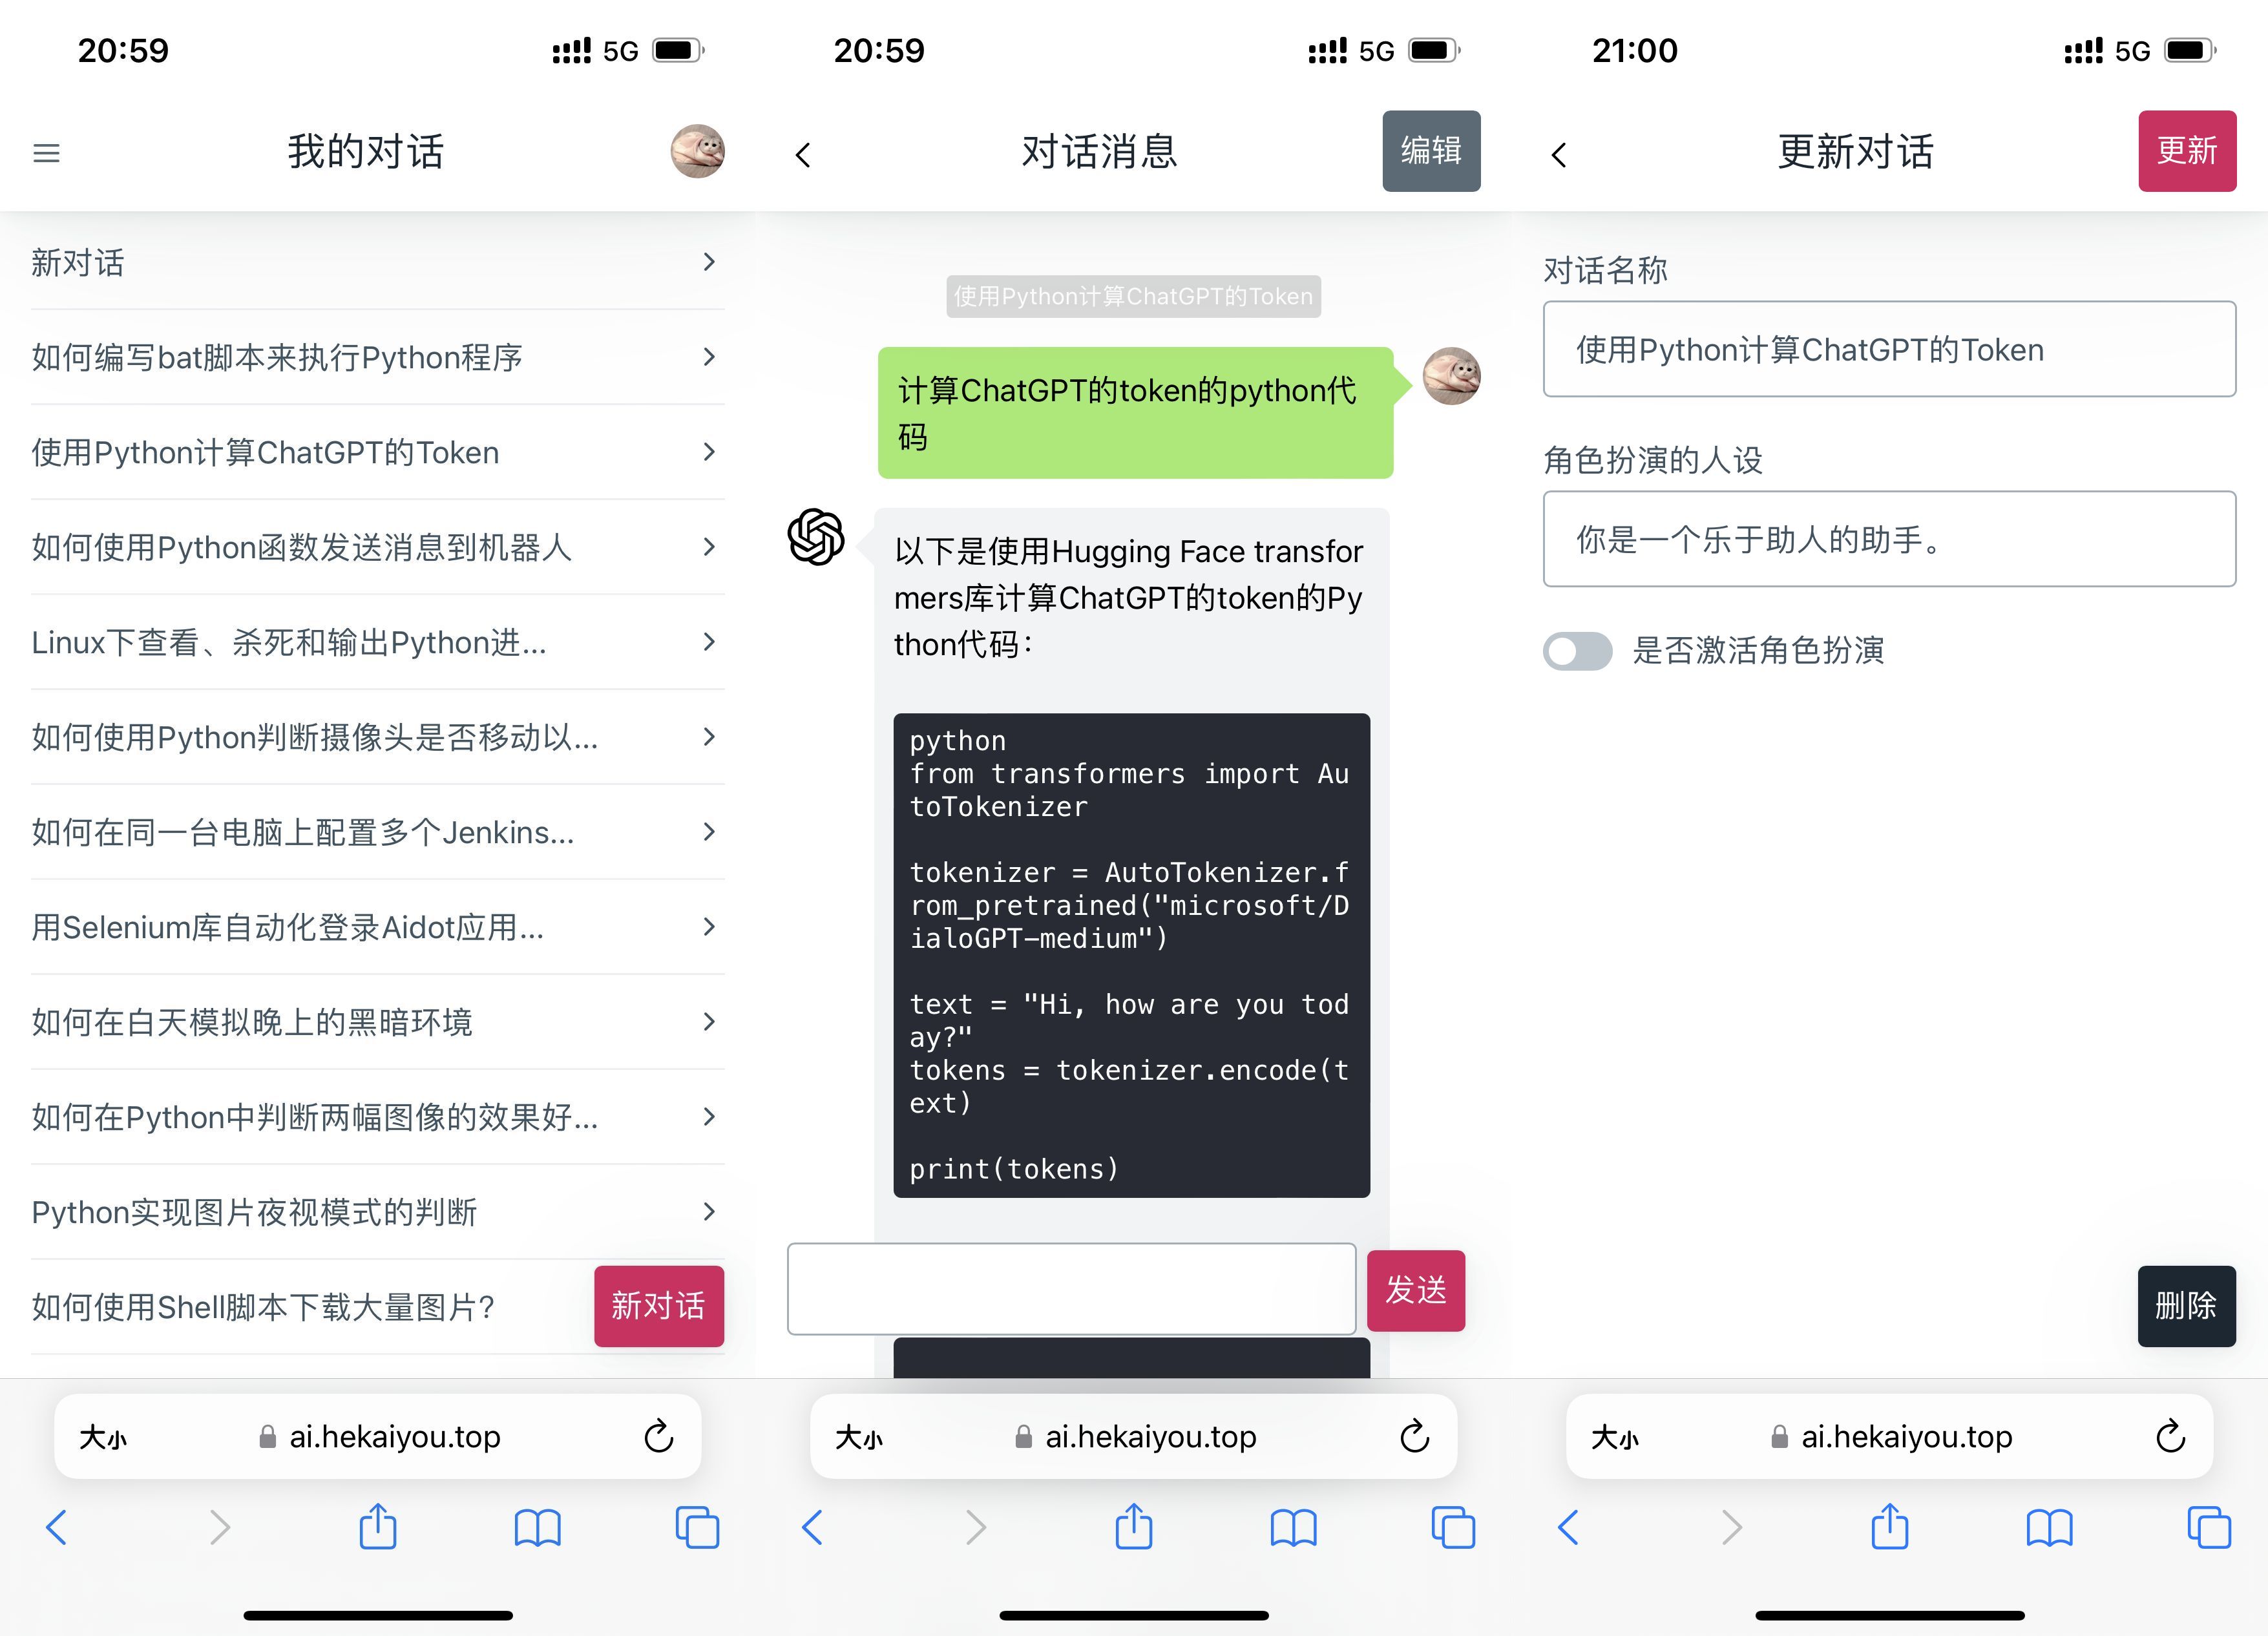 20:59
5G
我的对话
新对话
如何编写bat脚本来执行Python程序
使用Python计算ChatGPT的Token
如何使用Python函数发送消息到机器人
Linux下查看、杀死和输出Python进...
如何使用Python判断摄像头是否移动以...
如何在同一台电脑上配置多个Jenkins...
用Selenium库自动化登录Aidot应用...
如何在白天模拟晚上的黑暗环境
如何在Python中判断两幅图像的效果好...
Python实现图片夜视模式的判断
如何使用Shell脚本下载大量图片?
新对话
大小
ai.hekaiyou.top
20:59
5G
对话消息
编辑
使用Python计算ChatGPT的Token
计算ChatGPT的token的python代
码
以下是使用Hugging Face transfor
mers库计算ChatGPT的token的Py
thon代码：
python
from transformers import Au
toTokenizer
tokenizer = AutoTokenizer.f
rom_pretrained("microsoft/D
ialoGPT-medium")
text = "Hi, how are you tod
ay?"
tokens = tokenizer.encode(t
ext)
print(tokens)
发送
大小
ai.hekaiyou.top
21:00
5G
更新对话
更新
对话名称
使用Python计算ChatGPT的Token
角色扮演的人设
你是一个乐于助人的助手。
是否激活角色扮演
删除
大小
ai.hekaiyou.top